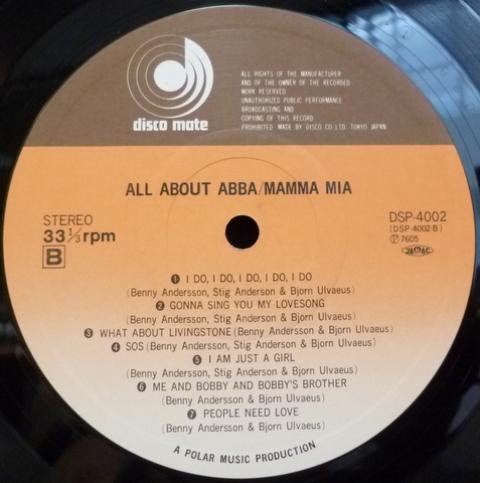 disco mate
ALL RIGHTS OF THE MANUFACTURER
AND OF THE OWNER OF THE RECORDED
WORK RESERVED
UNAUTHORIZED PUBLIC PERFORMANCE
BROADCASTING AND
COPYING OF THIS RECORD
PROHIBITED MADE BY DISCO CO.LTD. TOKYO JAPAN
ALL ABOUT ABBA/MAMMA MIA
STEREO
33⅓rpm
B
DSP-4002
(DSP-4002-B)
Ⓟ7605
❶ I DO, I DO, I DO, I DO, I DO
(Benny Andersson, Stig Anderson & Bjorn Ulvaeus)
❷ GONNA SING YOU MY LOVESONG
(Benny Andersson, Stig Anderson & Bjorn Ulvaeus)
❸ WHAT ABOUT LIVINGSTONE (Benny Andersson & Bjorn Ulvaeus)
❹ SOS (Benny Andersson, Stig Anderson & Bjorn Ulvaeus)
❺ I AM JUST A GIRL
(Benny Andersson, Stig Anderson & Bjorn Ulvaeus)
❻ ME AND BOBBY AND BOBBY'S BROTHER
(Benny Andersson & Bjorn Ulvaeus)
❼ PEOPLE NEED LOVE
(Benny Andersson & Bjorn Ulvaeus)
A POLAR MUSIC PRODUCTION